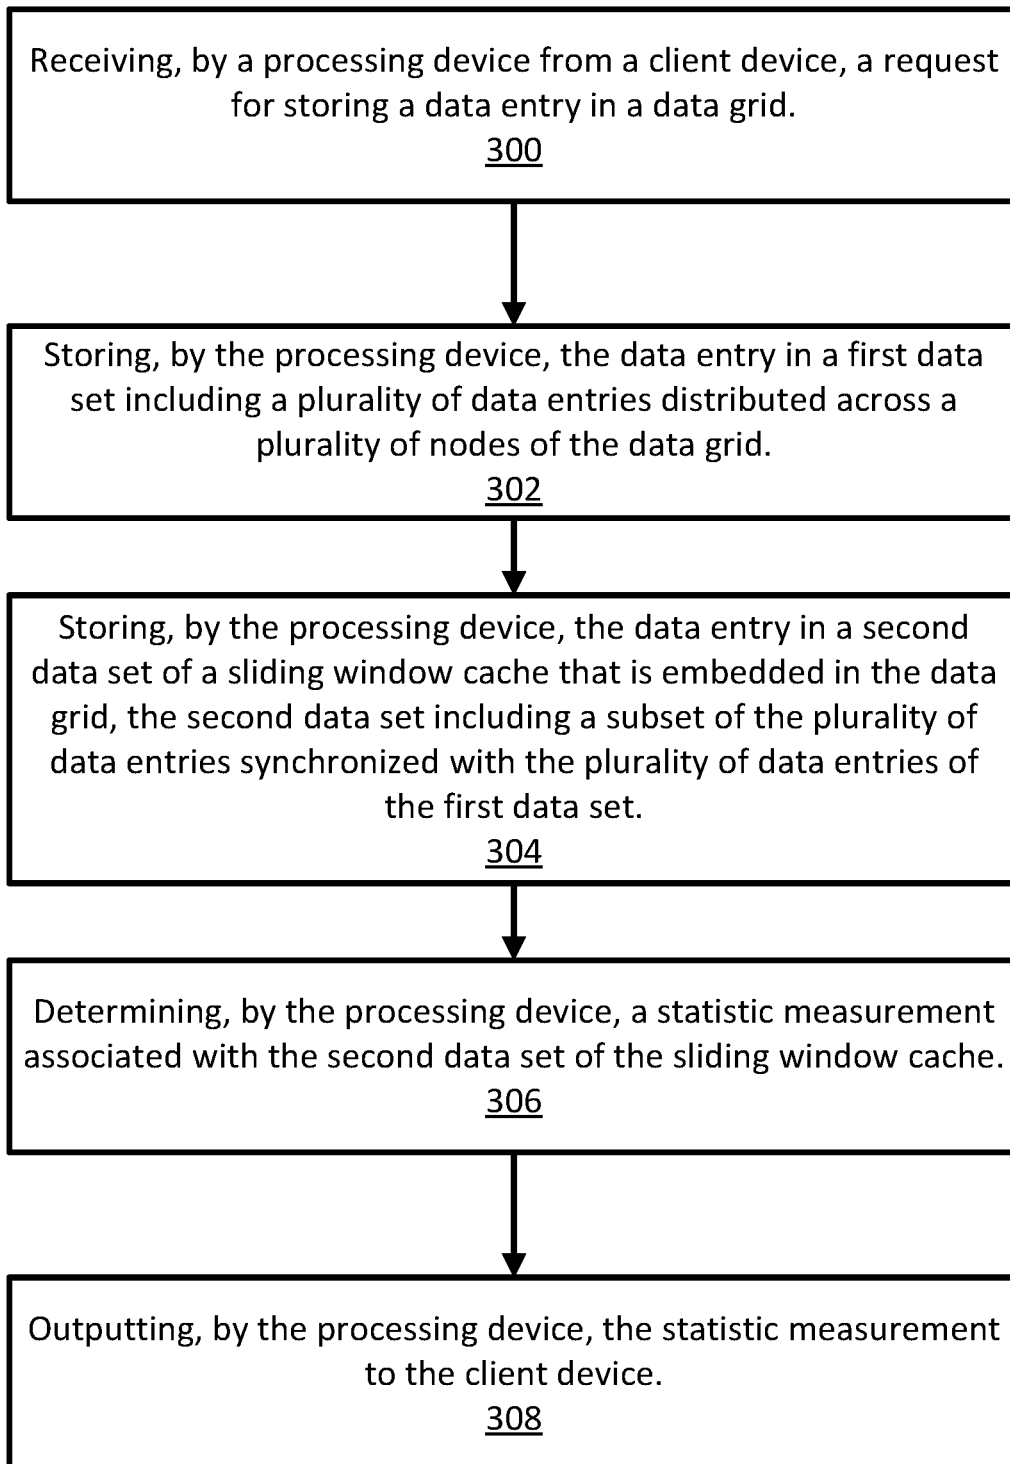 Receiving, by a processing device from a client device, a request
for storing a data entry in a data grid.
300
Storing, by the processing device, the data entry in a first data
set including a plurality of data entries distributed across a
plurality of nodes of the data grid.
302
Storing, by the processing device, the data entry in a second
data set of a sliding window cache that is embedded in the data
grid, the second data set including a subset of the plurality of
data entries synchronized with the plurality of data entries of
the first data set.
304
Determining, by the processing device, a statistic measurement
associated with the second data set of the sliding window cache.
306
Outputting, by the processing device, the statistic measurement
to the client device.
308